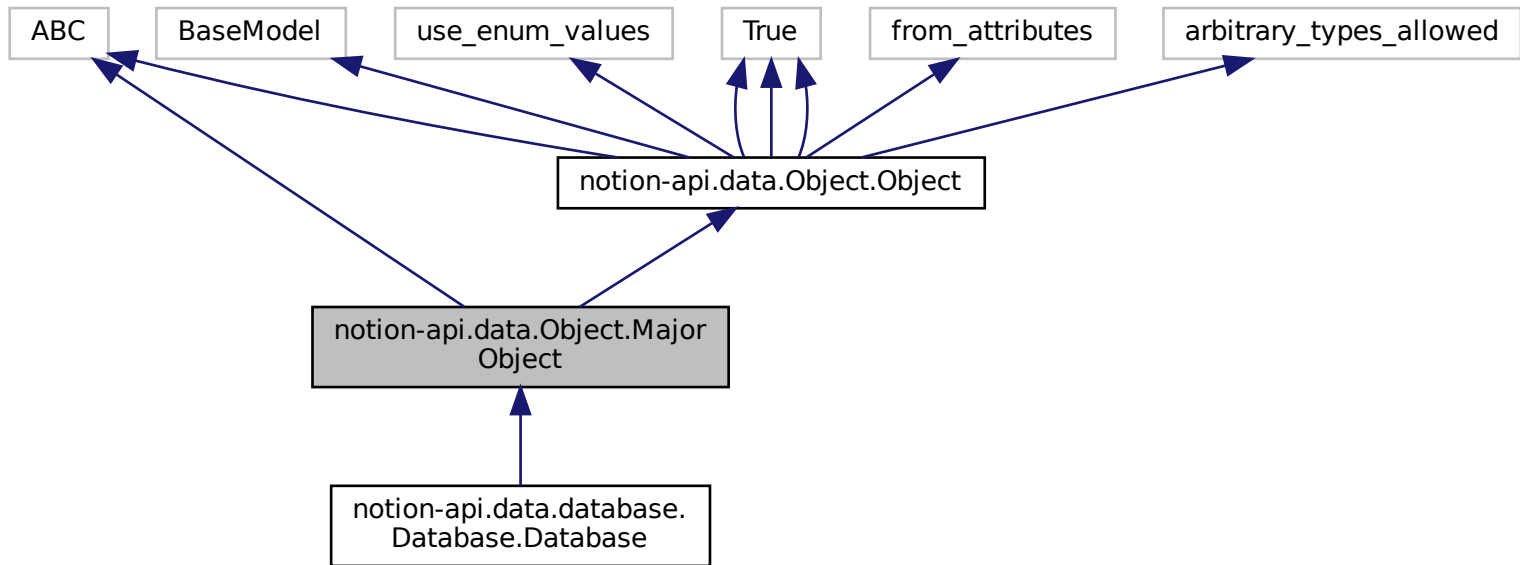 ABC
BaseModel
use_enum_values
True
from_attributes
arbitrary_types_allowed
notion-api.data.Object.Object
notion-api.data.Object.Major
Object
notion-api.data.database.
Database.Database